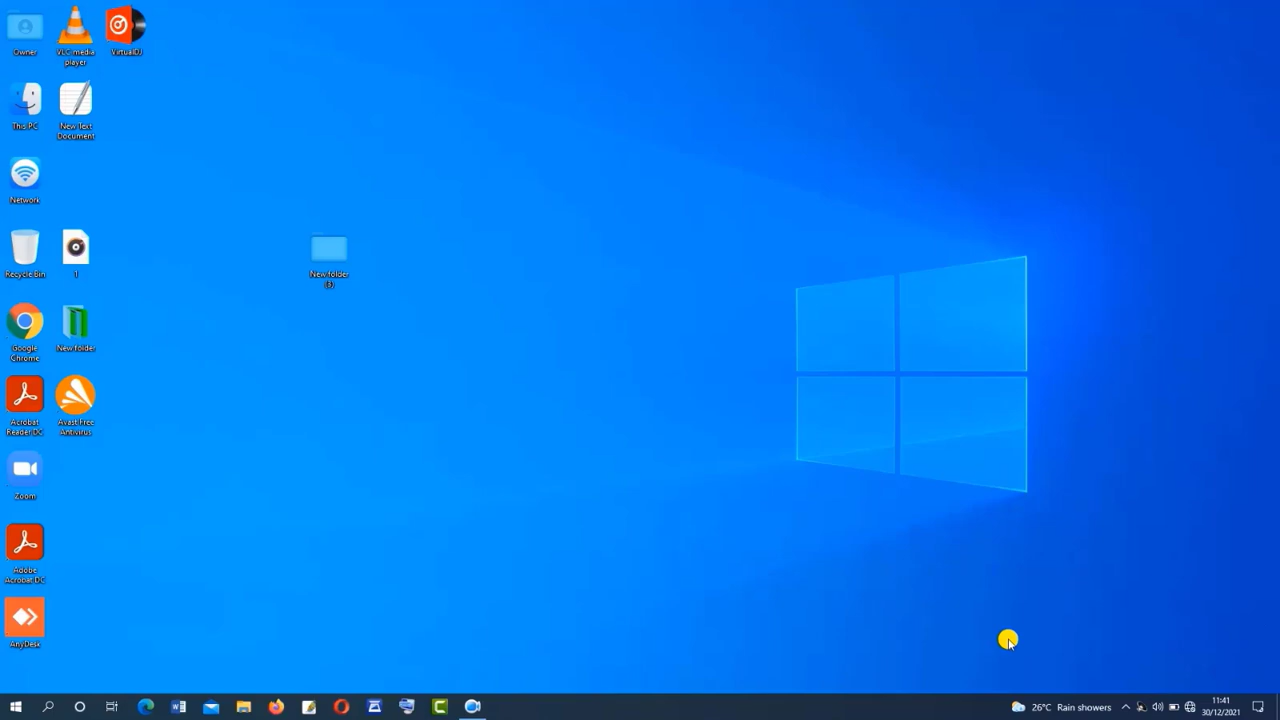 Owner
VLC media
player
VirtualDJ
This PC
New Text
Document
Network
Recycle Bin
1
New folder
(3)
Google
Chrome
New folder
Acrobat
Reader DC
Avast Free
Antivirus
Zoom
Adobe
Acrobat DC
AnyDesk
26°C Rain showers
11:41
30/12/2021